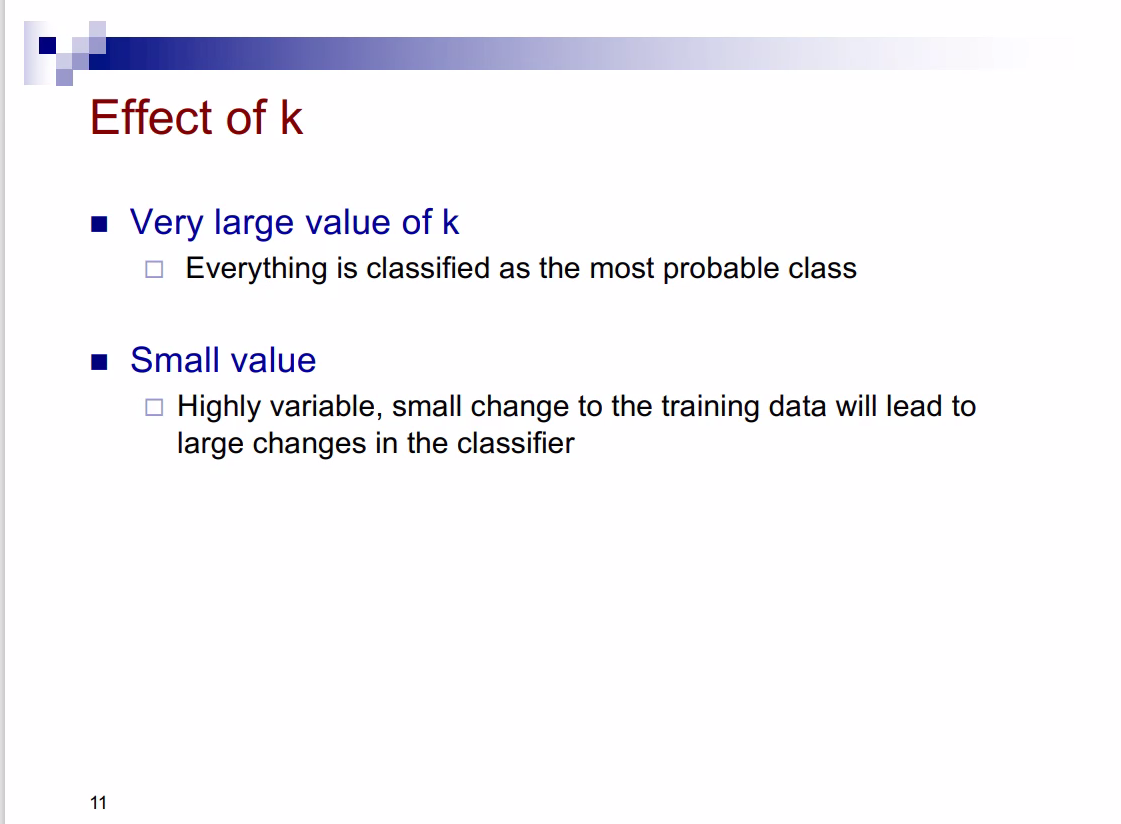 Effect of k
Very large value of k
Everything is classified as the most probable class
Small value
Highly variable, small change to the training data will lead to
large changes in the classifier
11